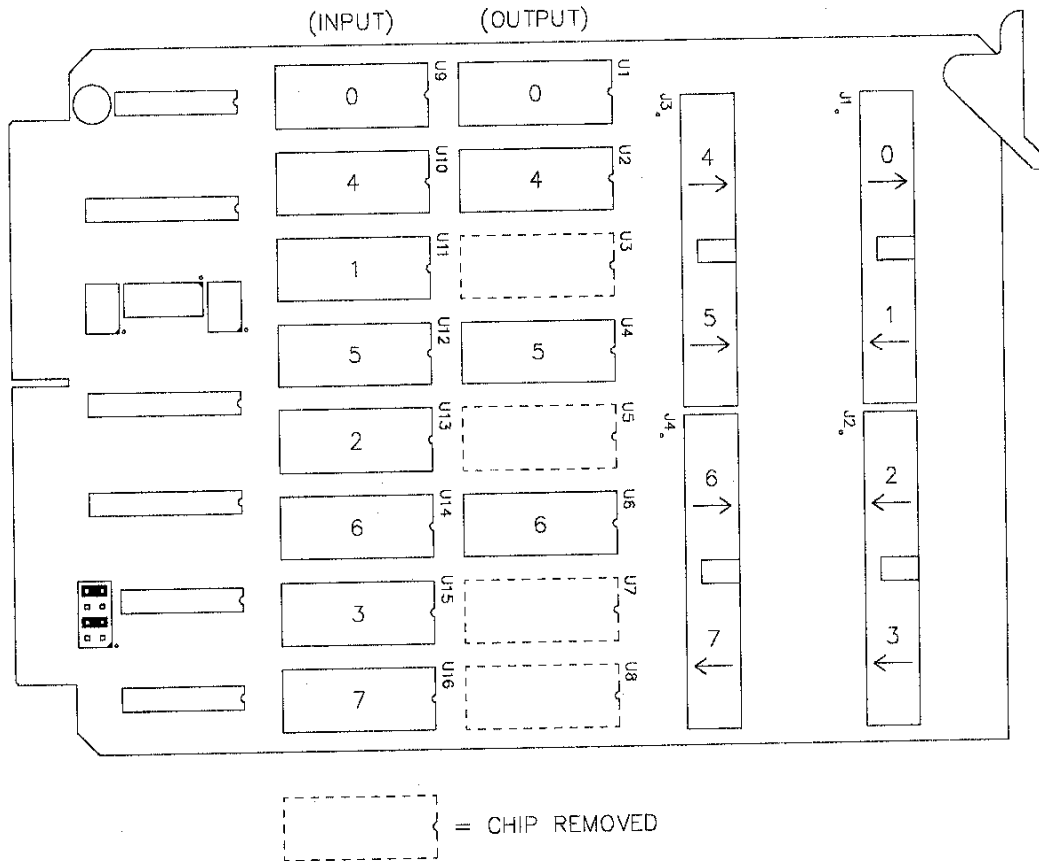 (INPUT) (OUTPUT)
U9 U1
0 0
J3 J1
U10 U2
4 4
4 0
U11 U3
1
5 1
U12 U4
5 5
J4 J2
U13 U5
2
6 2
U14 U6
6 6
U15 U7
3
7 3
U16 U8
7
= CHIP REMOVED